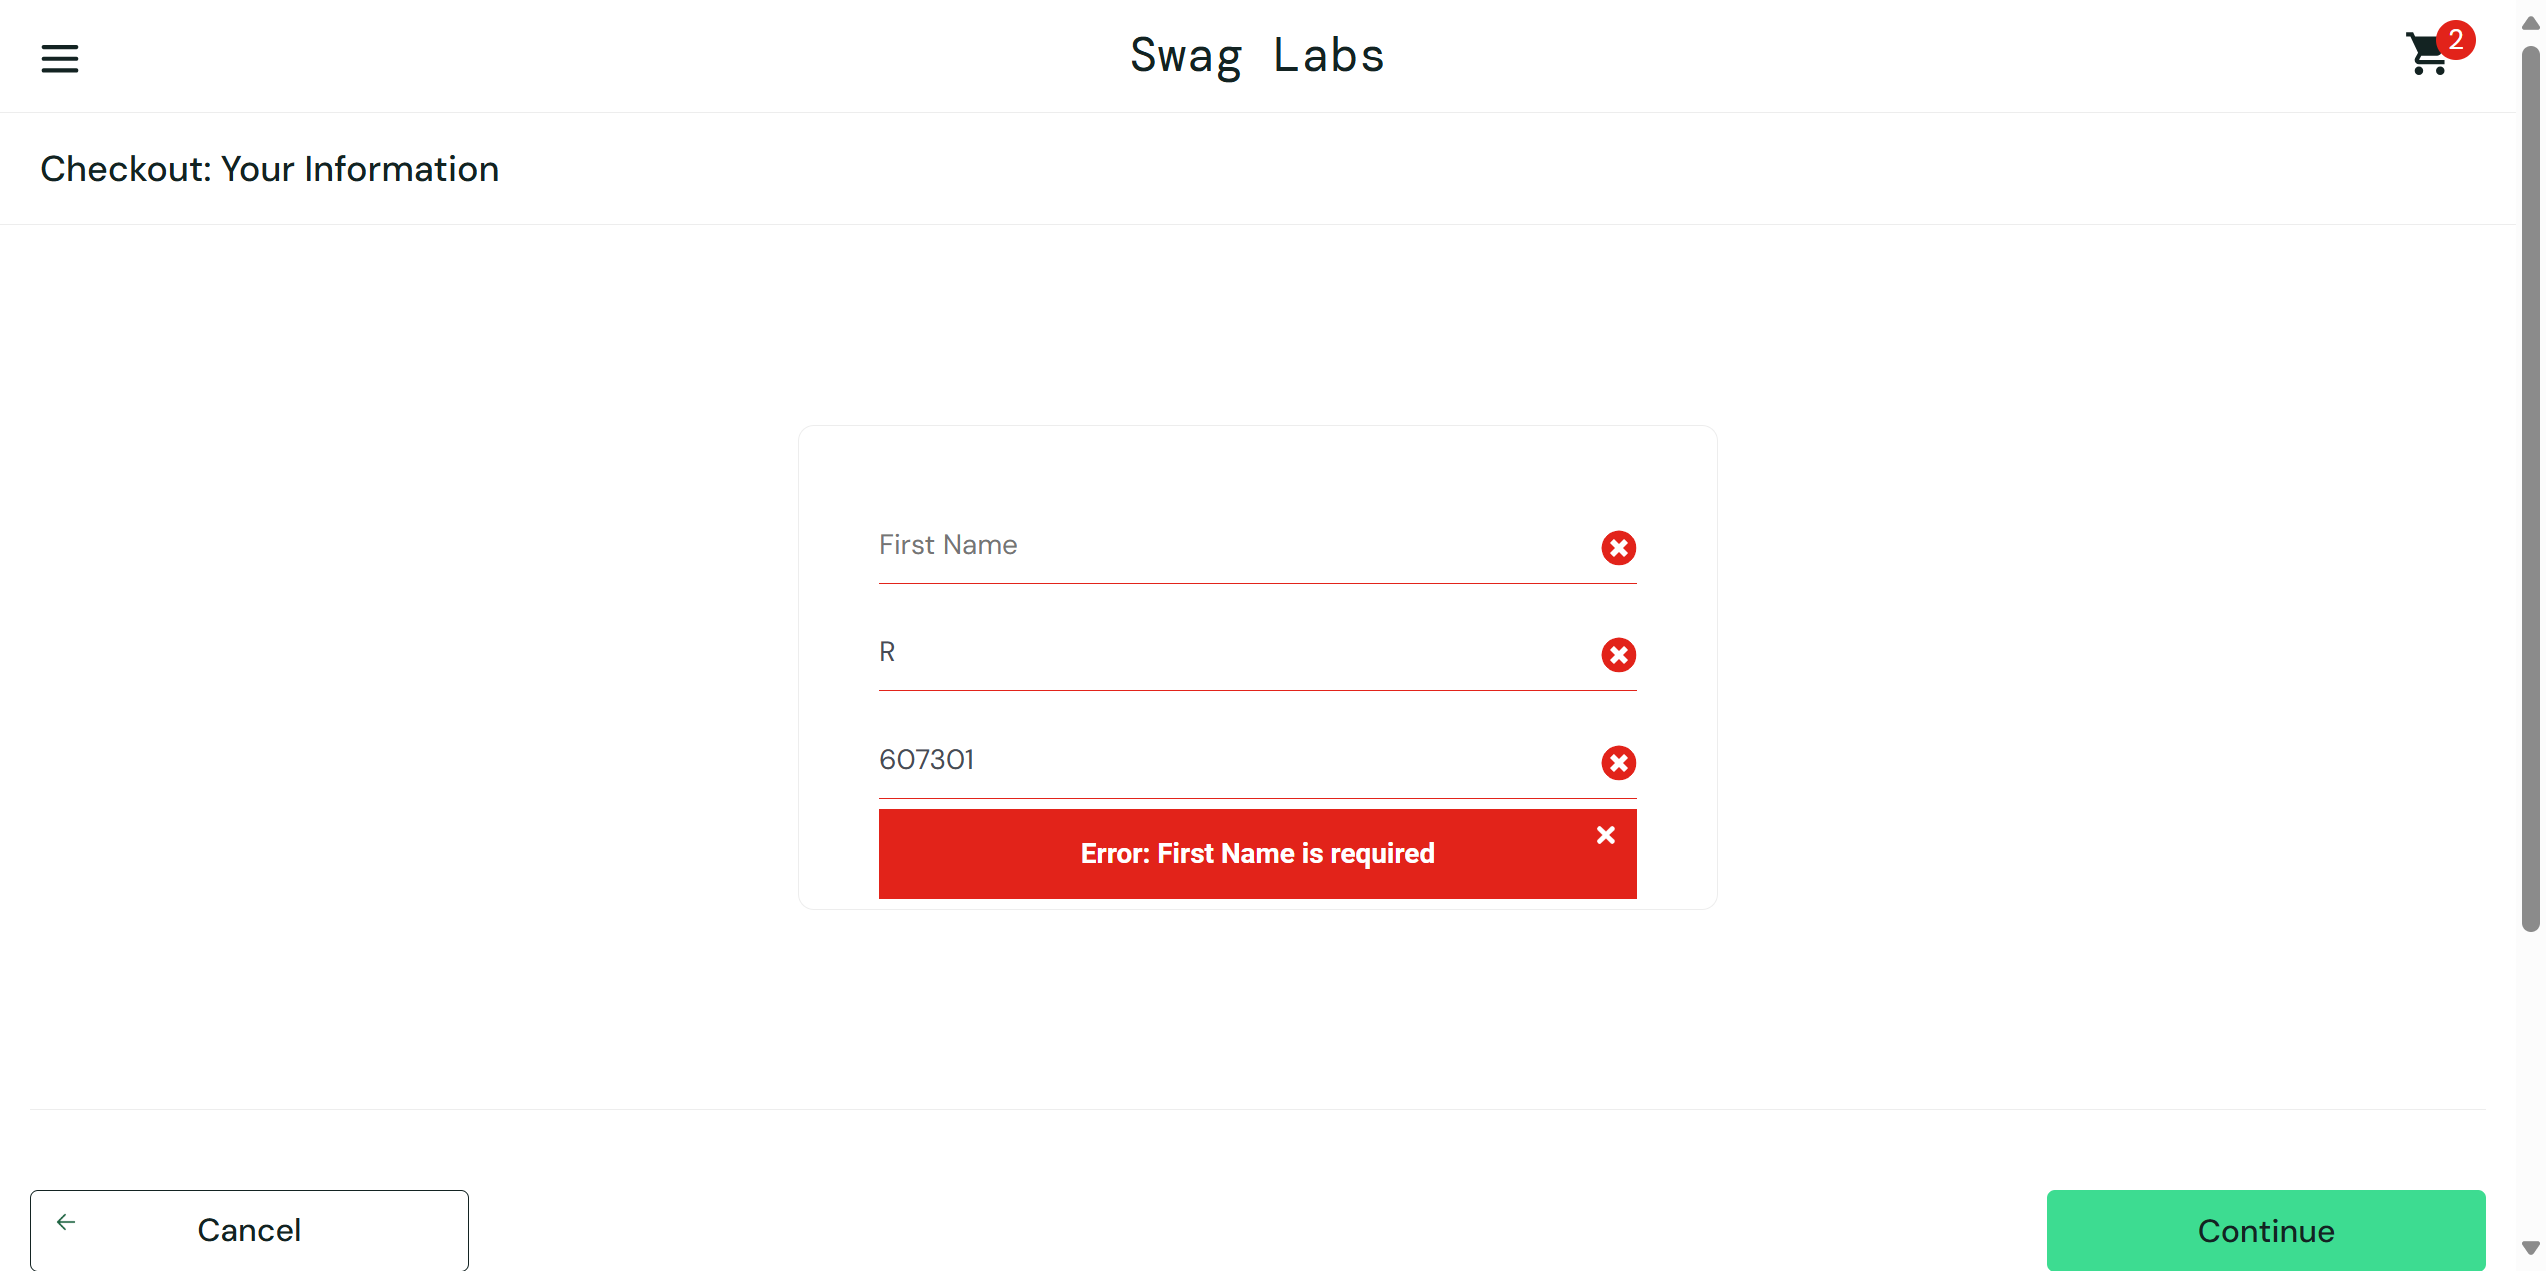 Swag Labs
2
Checkout: Your Information
First Name
R
607301
Error: First Name is required
Cancel
Continue